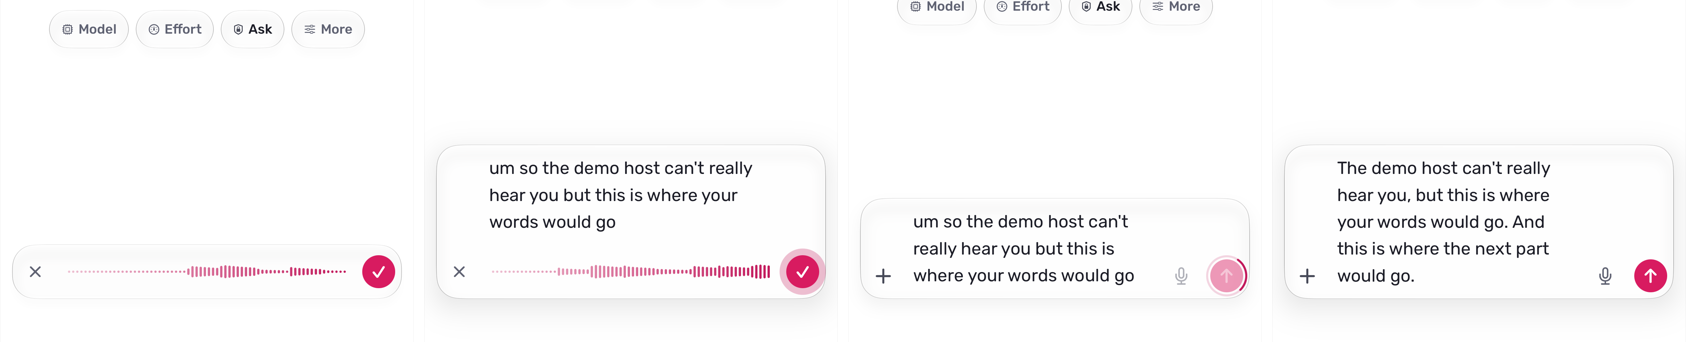 Model Effort Ask More
um so the demo host can't really
hear you but this is where your
words would go
Model Effort Ask More
um so the demo host can't
really hear you but this is
where your words would go
The demo host can't really
hear you, but this is where
your words would go. And
this is where the next part
would go.